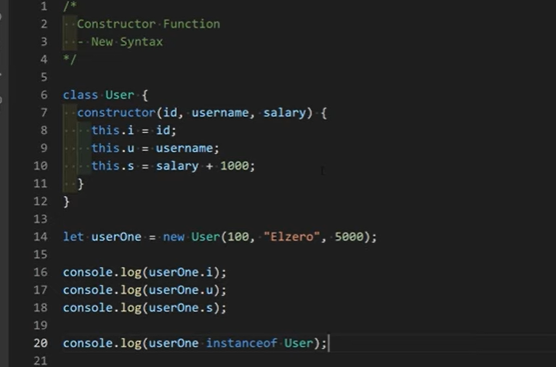 1 /*
2   Constructor Function
3   - New Syntax
4 */
5
6 class User {
7   constructor(id, username, salary) {
8     this.i = id;
9     this.u = username;
10     this.s = salary + 1000;
11   }
12 }
13
14 let userOne = new User(100, "Elzero", 5000);
15
16 console.log(userOne.i);
17 console.log(userOne.u);
18 console.log(userOne.s);
19
20 console.log(userOne instanceof User);
21